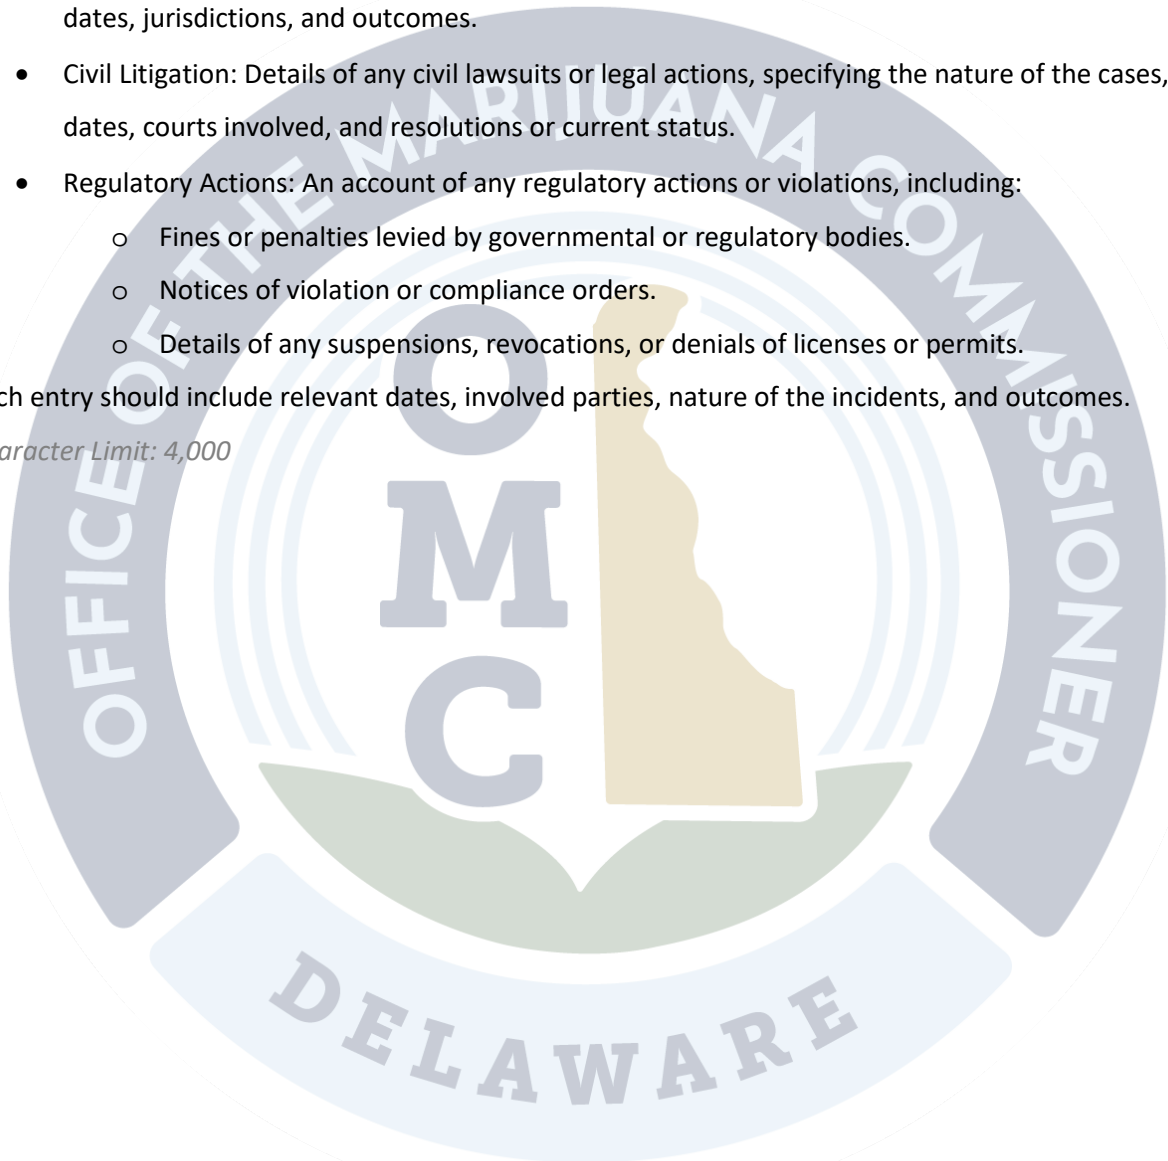 dates, jurisdictions, and outcomes.
• Civil Litigation: Details of any civil lawsuits or legal actions, specifying the nature of the cases,
dates, courts involved, and resolutions or current status.
• Regulatory Actions: An account of any regulatory actions or violations, including:
o Fines or penalties levied by governmental or regulatory bodies.
o Notices of violation or compliance orders.
o Details of any suspensions, revocations, or denials of licenses or permits.
ch entry should include relevant dates, involved parties, nature of the incidents, and outcomes.
aracter Limit: 4,000
OFFICE OF THE MARIJUANA COMMISSIONER
O
M
C
DELAWARE